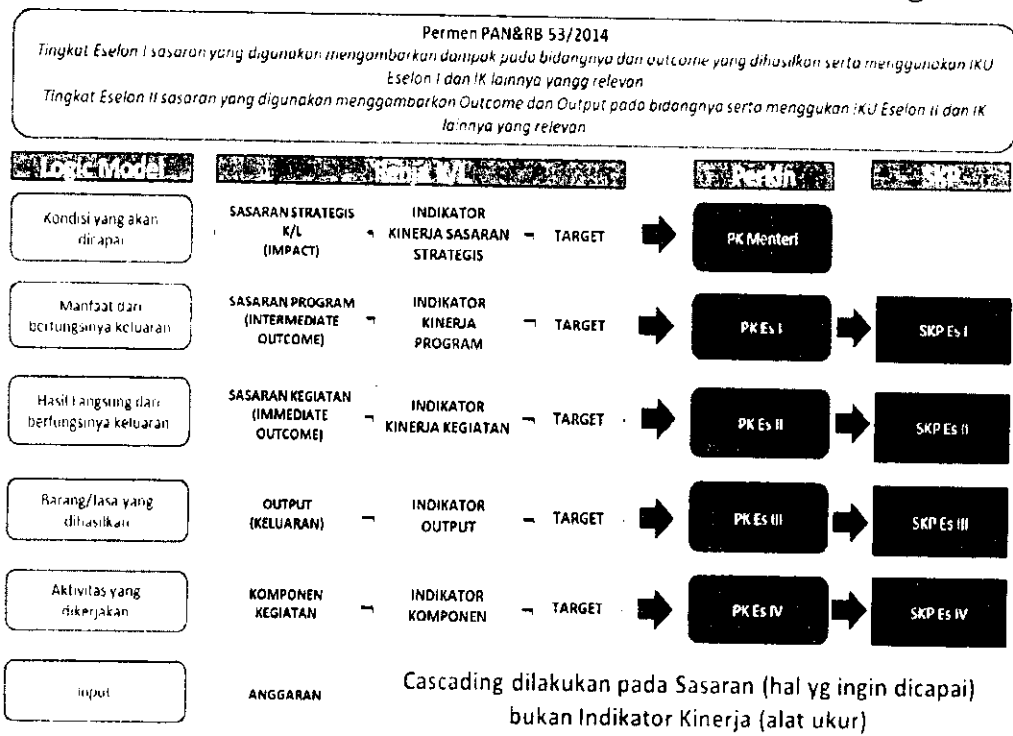 Permen PAN&RB 53/2014
Tingkat Eselon I sasaran yang digunakan mengambarkan dampak pada bidangnya dan outcome yang dihasilkan serta menggunakan IKU
Eselon I dan IK lainnya yangg relevan
Tingkat Eselon II sasaran yang digunakan menggambarkan Outcome dan Output pada bidangnya serta menggukan IKU Eselon II dan IK
lainnya yang relevan
Logic Model
Renja K/L
Perkin
SKP
Kondisi yang akan
dicapai
SASARAN STRATEGIS
K/L
(IMPACT)
INDIKATOR
KINERJA SASARAN
STRATEGIS
TARGET
PK Menteri
Manfaat dari
berfungsinya keluaran
SASARAN PROGRAM
(INTERMEDIATE
OUTCOME)
INDIKATOR
KINERJA
PROGRAM
TARGET
PK Es I
SKP Es I
Hasil Langsung dari
berfungsinya keluaran
SASARAN KEGIATAN
(IMMEDIATE
OUTCOME)
INDIKATOR
KINERJA KEGIATAN
TARGET
PK Es II
SKP Es II
Barang/Jasa yang
dihasilkan
OUTPUT
(KELUARAN)
INDIKATOR
OUTPUT
TARGET
PK Es III
SKP Es III
Aktivitas yang
dikerjakan
KOMPONEN
KEGIATAN
INDIKATOR
KOMPONEN
TARGET
PK Es IV
SKP Es IV
Input
ANGGARAN
Cascading dilakukan pada Sasaran (hal yg ingin dicapai)
bukan Indikator Kinerja (alat ukur)